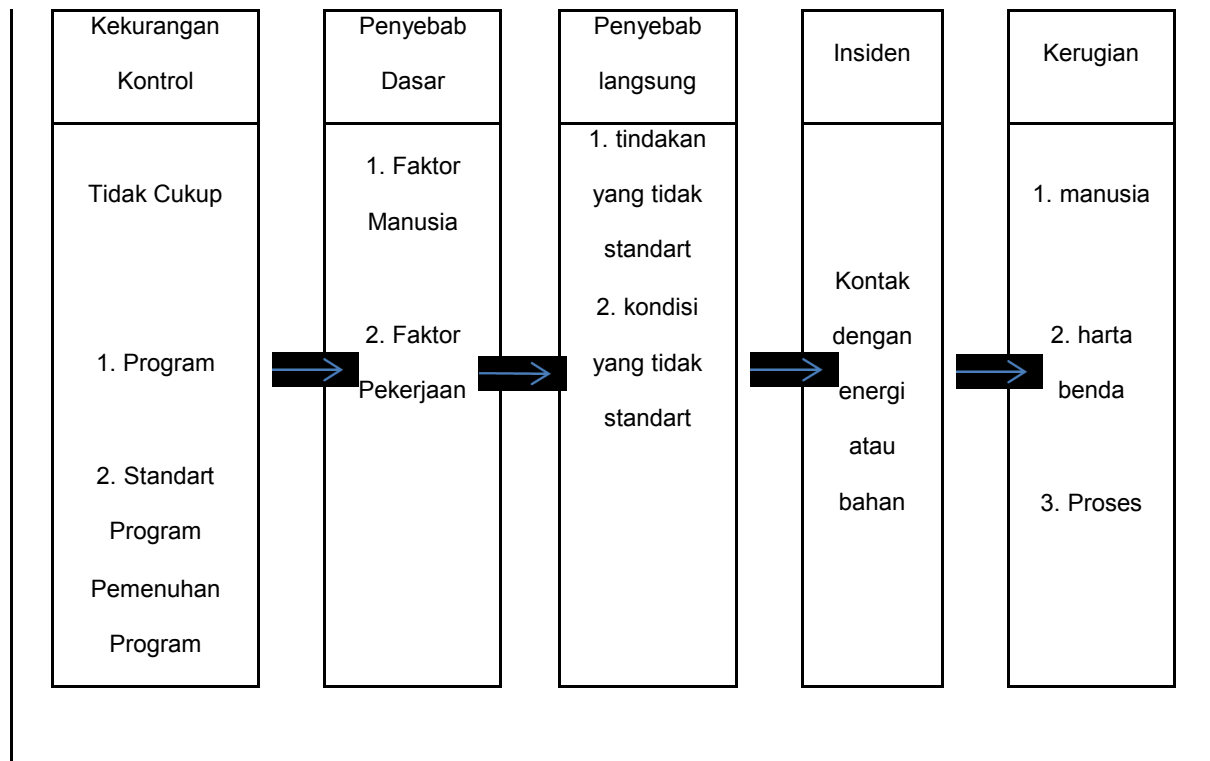 Kekurangan
Kontrol
Tidak Cukup
1. Program
2. Standart
Program
Pemenuhan
Program
Penyebab
Dasar
1. Faktor
Manusia
2. Faktor
Pekerjaan
Penyebab
langsung
1. tindakan
yang tidak
standart
2. kondisi
yang tidak
standart
Insiden
Kontak
dengan
energi
atau
bahan
Kerugian
1. manusia
2. harta
benda
3. Proses